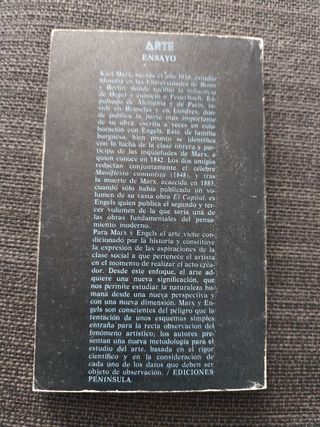 ARTE
ENSAYO
Karl Marx, nacido el año 1818, estudió
filosofía en las Universidades de Bonn
y Berlín, donde recibió la influencia
de Hegel y conoció a Feuerbach. Ex-
pulsado de Alemania y de París, re-
side en Bruselas y en Londres, don-
de publica la parte más importante
de su obra, escrita a veces en cola-
boración con Engels. Este, de familia
burguesa, bien pronto se identifica
con la lucha de la clase obrera y par-
ticipa de las inquietudes de Marx, a
quien conoce en 1842. Los dos amigos
redactan conjuntamente el célebre
Manifiesto comunista (1848), y tras
la muerte de Marx, acaecida en 1883,
cuando sólo había publicado un vo-
lumen de su vasta obra El Capital, es
Engels quien publica el segundo y ter-
cer volumen de la que sería una de
las obras fundamentales del pensa-
miento moderno.
Para Marx y Engels el arte viene con-
dicionado por la historia y constituye
la expresión de las aspiraciones de la
clase social a que pertenece el artista
en el momento de realizar el acto crea-
dor. Desde este enfoque, el arte ad-
quiere una nueva significación, que
nos permite estudiar la naturaleza hu-
mana desde una nueva perspectiva y
con una nueva dimensión. Marx y En-
gels son conscientes del peligro que la
tentación de unos esquemas simples
entraña para la recta observación del
fenómeno artístico; los autores presen-
tan una nueva metodología para el
estudio del arte, basada en el rigor
científico y en la consideración de
cada uno de los datos que deben ser
objeto de observación. / EDICIONES
PENINSULA.